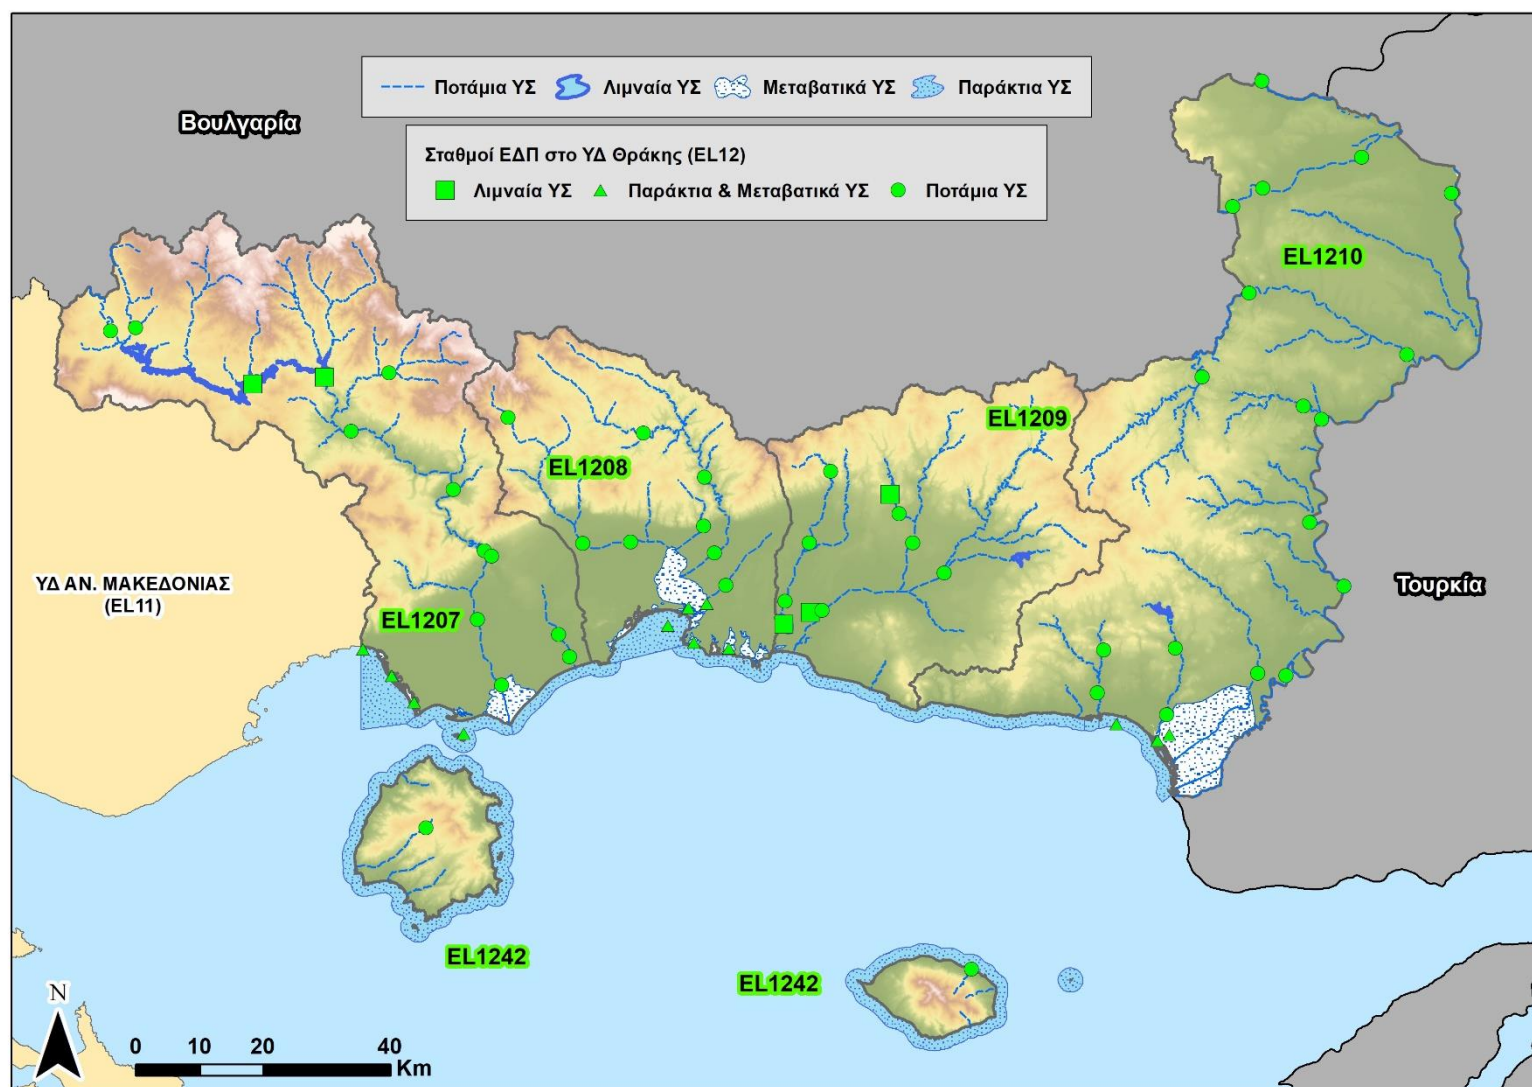 Ποτάμια ΥΣ Λιμναία ΥΣ Μεταβατικά ΥΣ Παράκτια ΥΣ
Βουλγαρία
Σταθμοί ΕΔΠ στο ΥΔ Θράκης (EL12)
Λιμναία ΥΣ Παράκτια & Μεταβατικά ΥΣ Ποτάμια ΥΣ
EL1210
EL1209
EL1208
ΥΔ ΑΝ. ΜΑΚΕΔΟΝΙΑΣ
(EL11)
Τουρκία
EL1207
EL1242
EL1242
N
0 10 20 40
Km